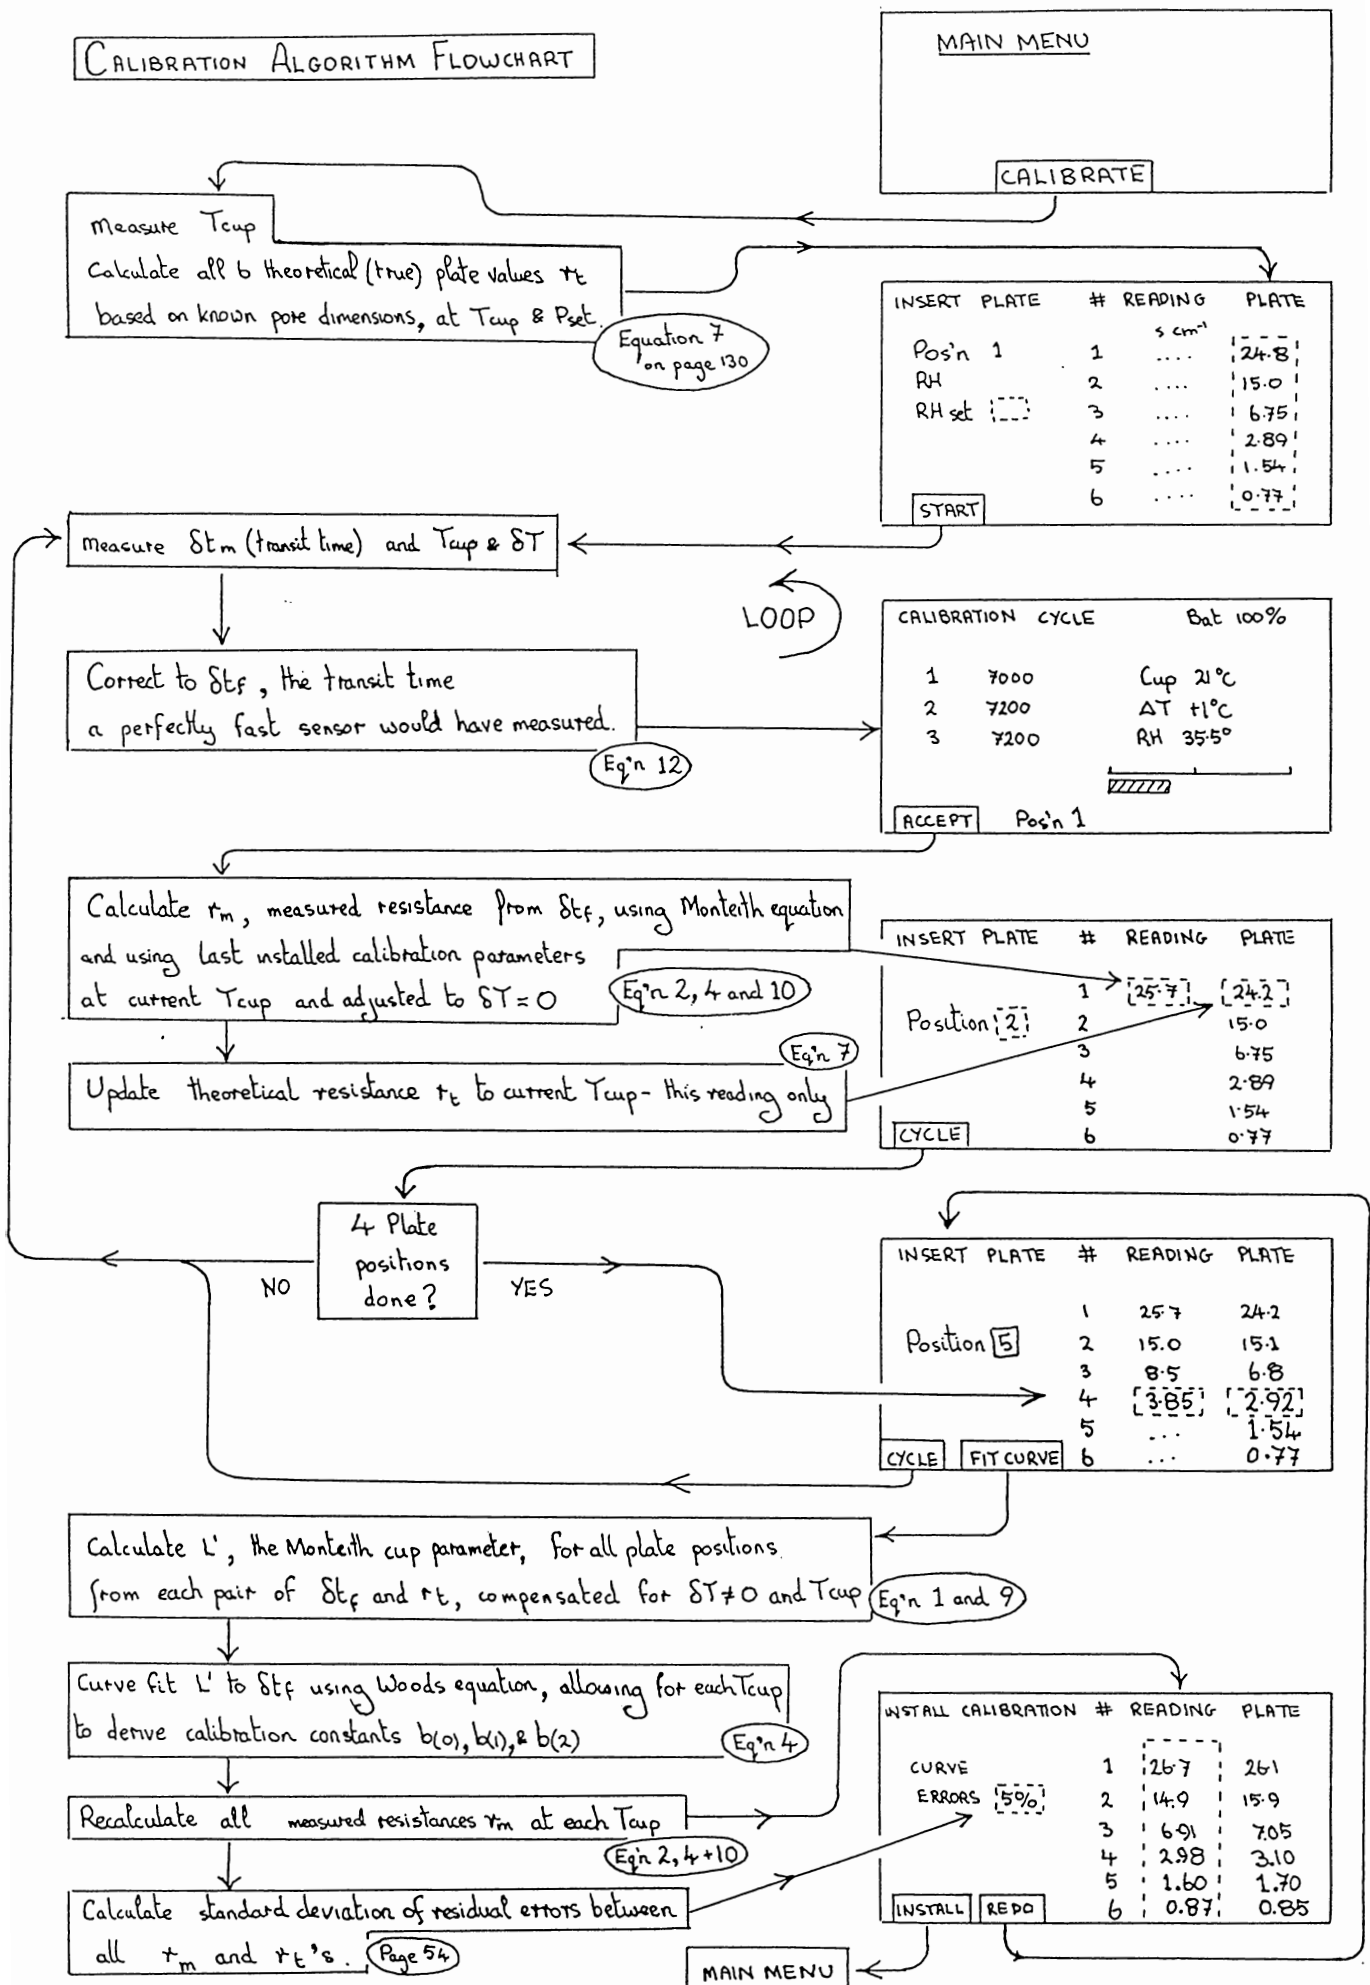 CALIBRATION ALGORITHM FLOWCHART
MAIN MENU
CALIBRATE
Measure Tcup
Calculate all 6 theoretical (true) plate values rt
based on known pore dimensions, at Tcup & Pset.
Equation 7
on page 130
INSERT PLATE # READING PLATE
s cm⁻¹
Pos'n 1 1 .... 24.8
RH 2 .... 15.0
RH set 3 .... 6.75
4 .... 2.89
5 .... 1.54
6 .... 0.77
START
Measure δtm (transit time) and Tcup & δT
LOOP
Correct to δtf, the transit time
a perfectly fast sensor would have measured.
Eq'n 12
CALIBRATION CYCLE Bat 100%
1 7000 Cup 21°C
2 7200 ΔT +1°C
3 7200 RH 35.5°
ACCEPT Pos'n 1
Calculate rm, measured resistance from δtf, using Monteith equation
and using last installed calibration parameters
at current Tcup and adjusted to δT = 0
Eq'n 2, 4 and 10
Eq'n 7
Update theoretical resistance rt to current Tcup - this reading only
INSERT PLATE # READING PLATE
1 25.7 24.2
Position 2 2 15.0
3 6.75
4 2.89
5 1.54
CYCLE 6 0.77
4 Plate
positions
done?
NO
YES
INSERT PLATE # READING PLATE
1 25.7 24.2
Position 5 2 15.0 15.1
3 8.5 6.8
4 3.85 2.92
5 ... 1.54
CYCLE FIT CURVE 6 ... 0.77
Calculate L', the Monteith cup parameter, for all plate positions
from each pair of δtf and rt, compensated for δT≠0 and Tcup
Eq'n 1 and 9
Curve fit L' to δtf using Woods equation, allowing for each Tcup
to derive calibration constants b(0), b(1), & b(2)
Eq'n 4
Recalculate all measured resistances rm at each Tcup
Eq'n 2, 4+10
Calculate standard deviation of residual errors between
all rm and rt's.
Page 54
INSTALL CALIBRATION # READING PLATE
CURVE 1 26.7 26.1
ERRORS 5% 2 14.9 15.9
3 6.91 7.05
4 2.98 3.10
5 1.60 1.70
INSTALL REDO 6 0.87 0.85
MAIN MENU